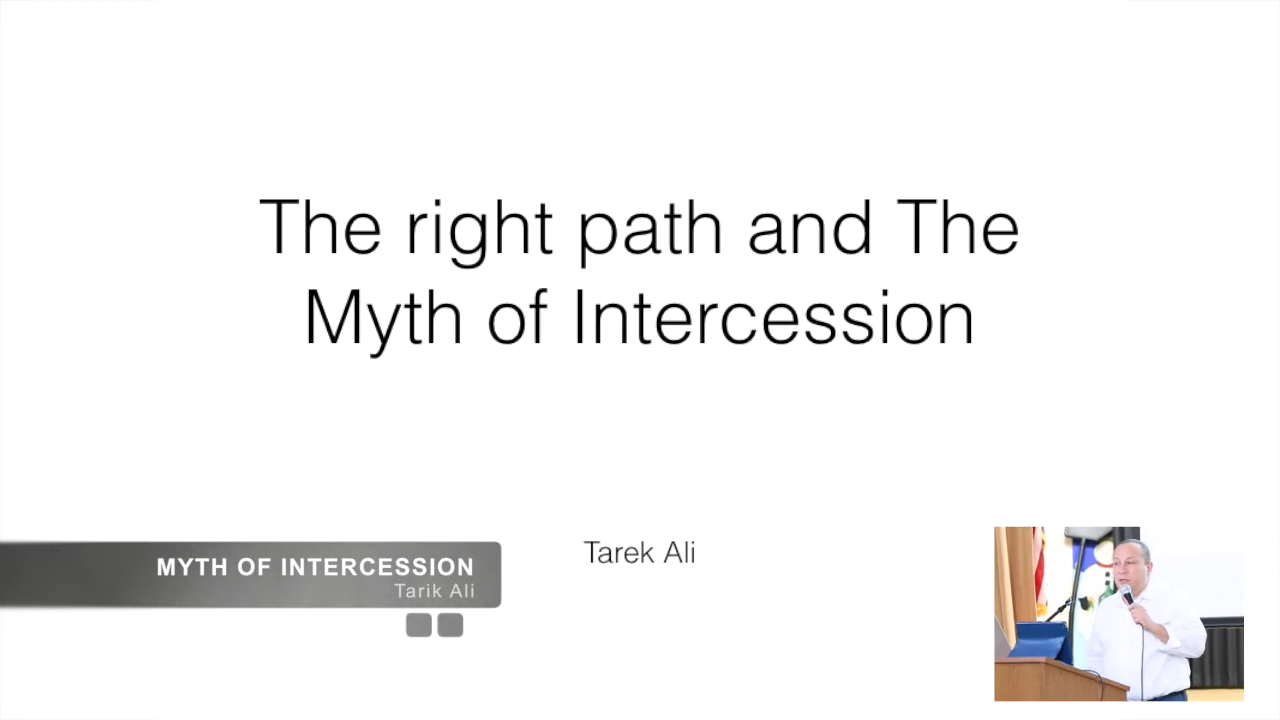 The right path and The
Myth of Intercession
Tarek Ali
MYTH OF INTERCESSION
Tarik Ali